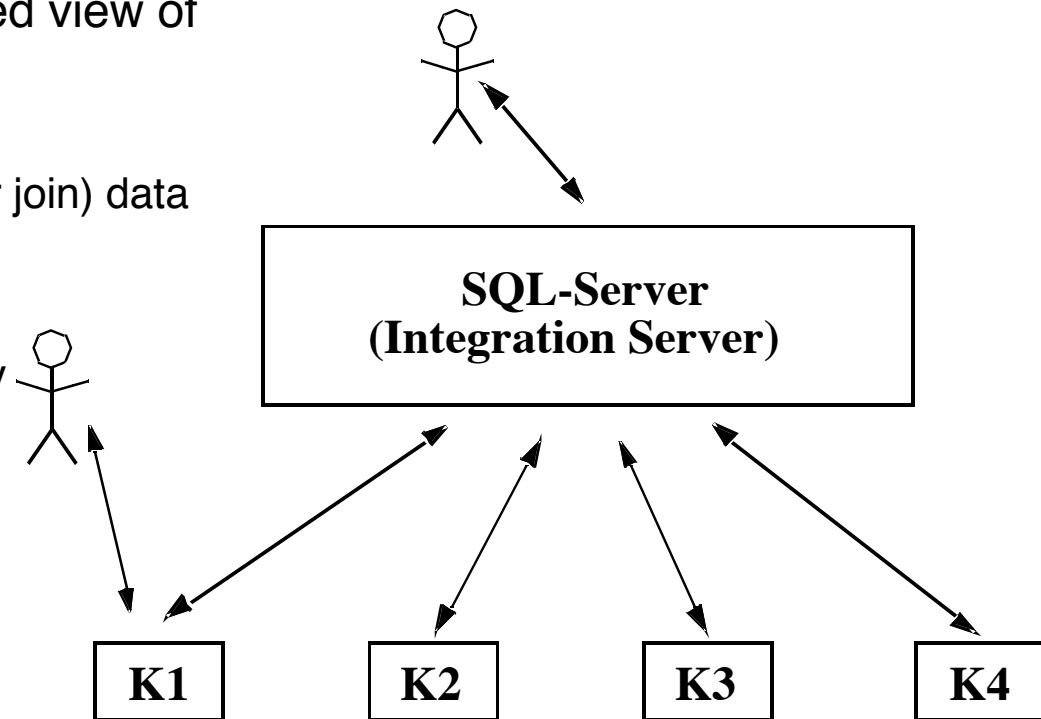 ed view of
join) data
SQL-Server
(Integration Server)
K1
K2
K3
K4